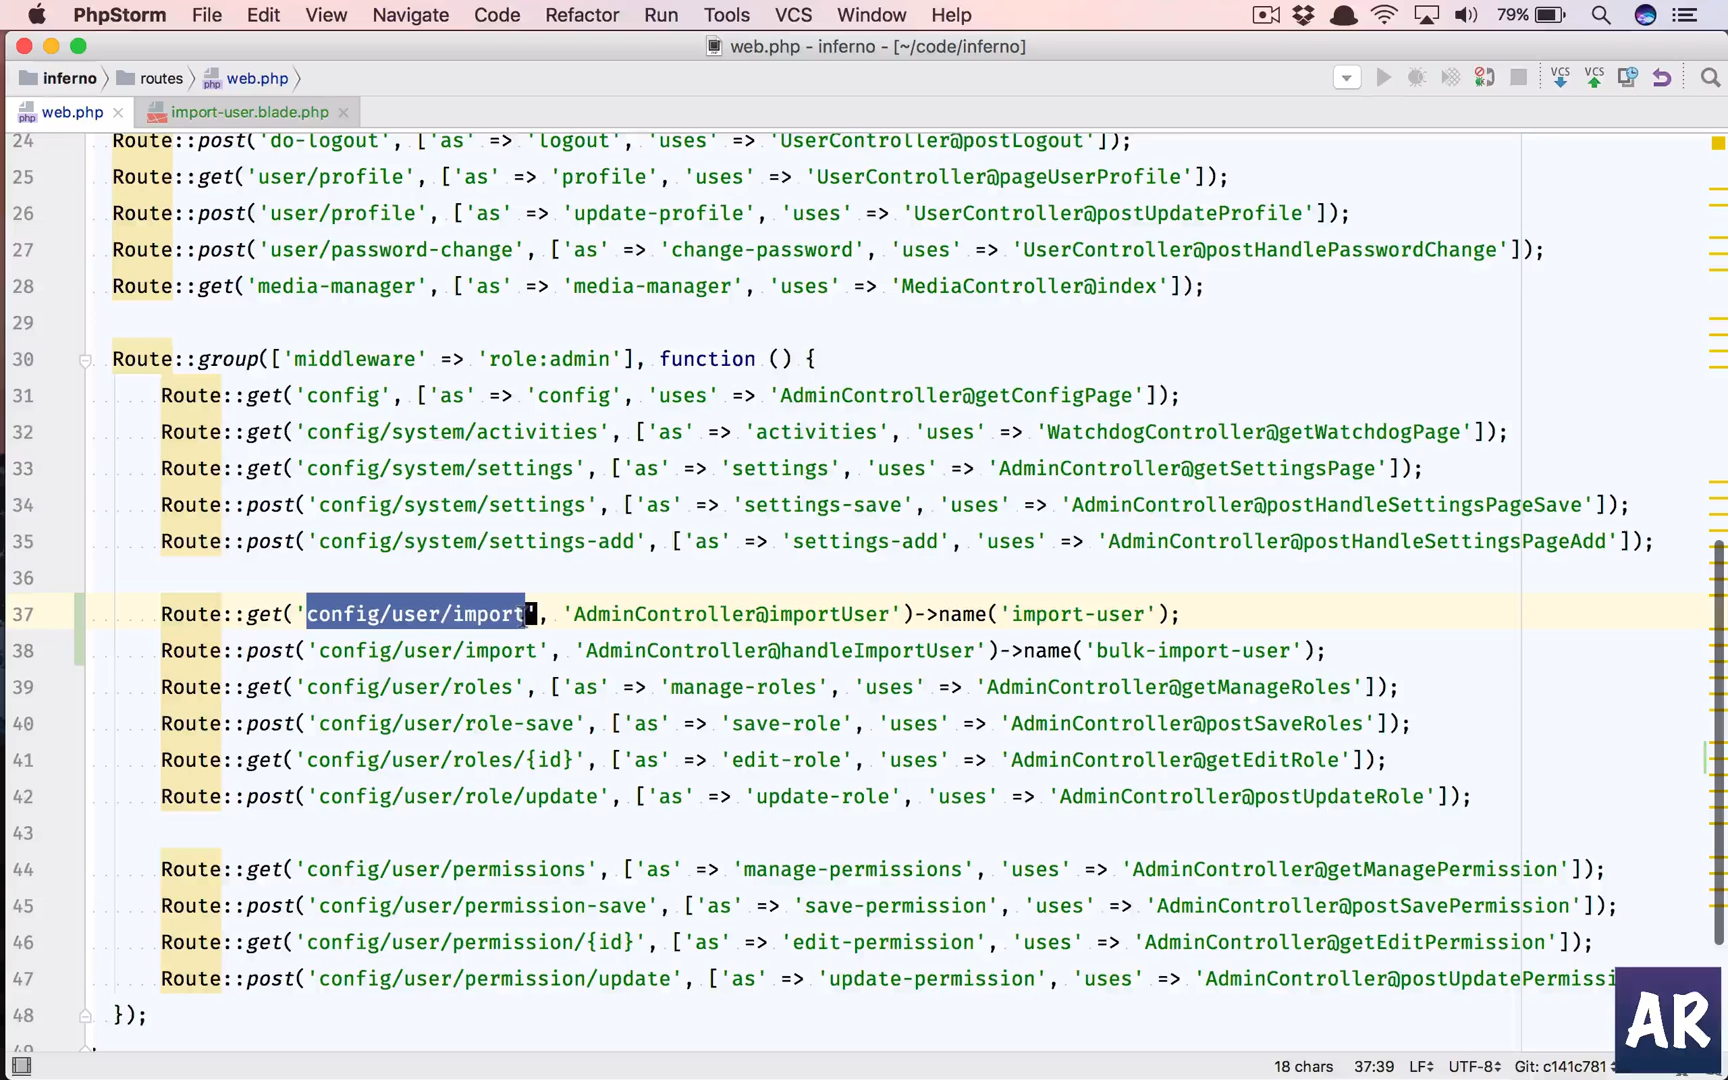 PhpStorm File Edit View Navigate Code Refactor Run Tools VCS Window Help 79%
web.php - inferno - [~/code/inferno]
inferno routes web.php
web.php import-user.blade.php
24 Route::post('do-logout', ['as' => 'logout', 'uses' => 'UserController@postLogout']);
25 Route::get('user/profile', ['as' => 'profile', 'uses' => 'UserController@pageUserProfile']);
26 Route::post('user/profile', ['as' => 'update-profile', 'uses' => 'UserController@postUpdateProfile']);
27 Route::post('user/password-change', ['as' => 'change-password', 'uses' => 'UserController@postHandlePasswordChange']);
28 Route::get('media-manager', ['as' => 'media-manager', 'uses' => 'MediaController@index']);
29
30 Route::group(['middleware' => 'role:admin'], function () {
31 Route::get('config', ['as' => 'config', 'uses' => 'AdminController@getConfigPage']);
32 Route::get('config/system/activities', ['as' => 'activities', 'uses' => 'WatchdogController@getWatchdogPage']);
33 Route::get('config/system/settings', ['as' => 'settings', 'uses' => 'AdminController@getSettingsPage']);
34 Route::post('config/system/settings', ['as' => 'settings-save', 'uses' => 'AdminController@postHandleSettingsPageSave']);
35 Route::post('config/system/settings-add', ['as' => 'settings-add', 'uses' => 'AdminController@postHandleSettingsPageAdd']);
36
37 Route::get('config/user/import', 'AdminController@importUser')->name('import-user');
38 Route::post('config/user/import', 'AdminController@handleImportUser')->name('bulk-import-user');
39 Route::get('config/user/roles', ['as' => 'manage-roles', 'uses' => 'AdminController@getManageRoles']);
40 Route::post('config/user/role-save', ['as' => 'save-role', 'uses' => 'AdminController@postSaveRoles']);
41 Route::get('config/user/roles/{id}', ['as' => 'edit-role', 'uses' => 'AdminController@getEditRole']);
42 Route::post('config/user/role/update', ['as' => 'update-role', 'uses' => 'AdminController@postUpdateRole']);
43
44 Route::get('config/user/permissions', ['as' => 'manage-permissions', 'uses' => 'AdminController@getManagePermission']);
45 Route::post('config/user/permission-save', ['as' => 'save-permission', 'uses' => 'AdminController@postSavePermission']);
46 Route::get('config/user/permission/{id}', ['as' => 'edit-permission', 'uses' => 'AdminController@getEditPermission']);
47 Route::post('config/user/permission/update', ['as' => 'update-permission', 'uses' => 'AdminController@postUpdatePermissi
48 });
AR
18 chars 37:39 LF UTF-8 Git: c141c781